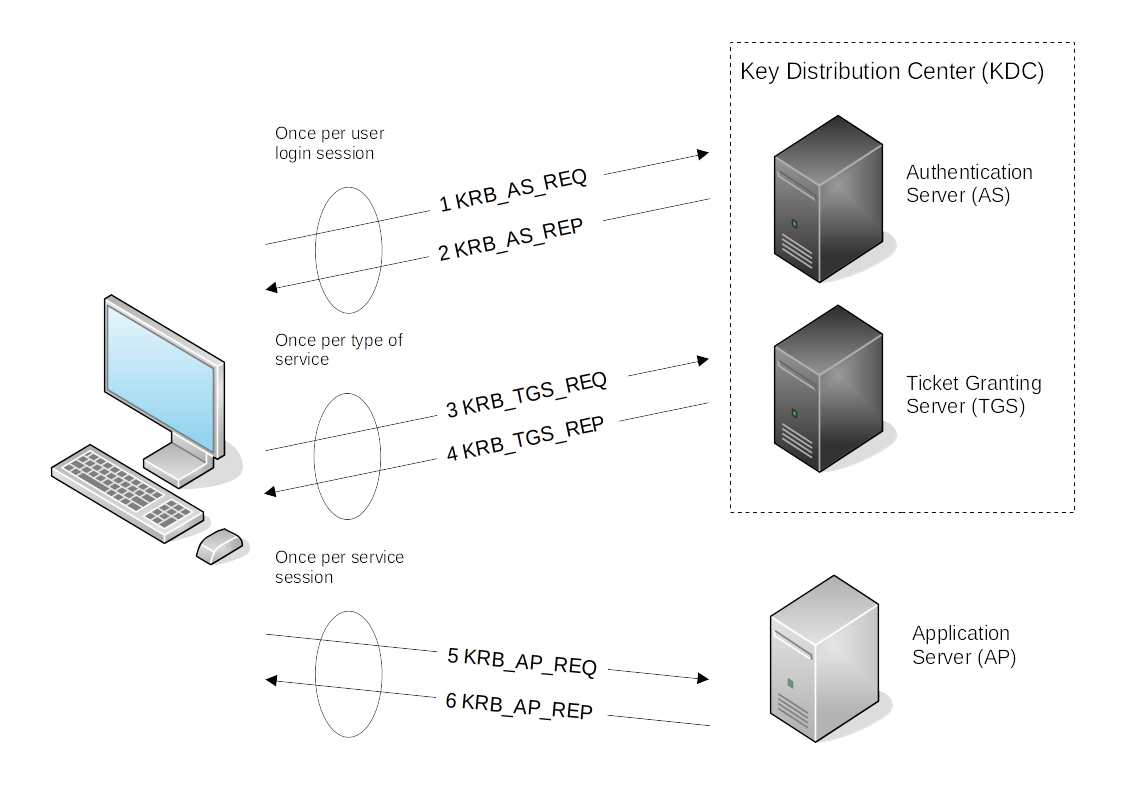 Key Distribution Center (KDC)
Once per user
login session
1 KRB_AS_REQ
2 KRB_AS_REP
Authentication
Server (AS)
Once per type of
service
3 KRB_TGS_REQ
4 KRB_TGS_REP
Ticket Granting
Server (TGS)
Once per service
session
5 KRB_AP_REQ
6 KRB_AP_REP
Application
Server (AP)